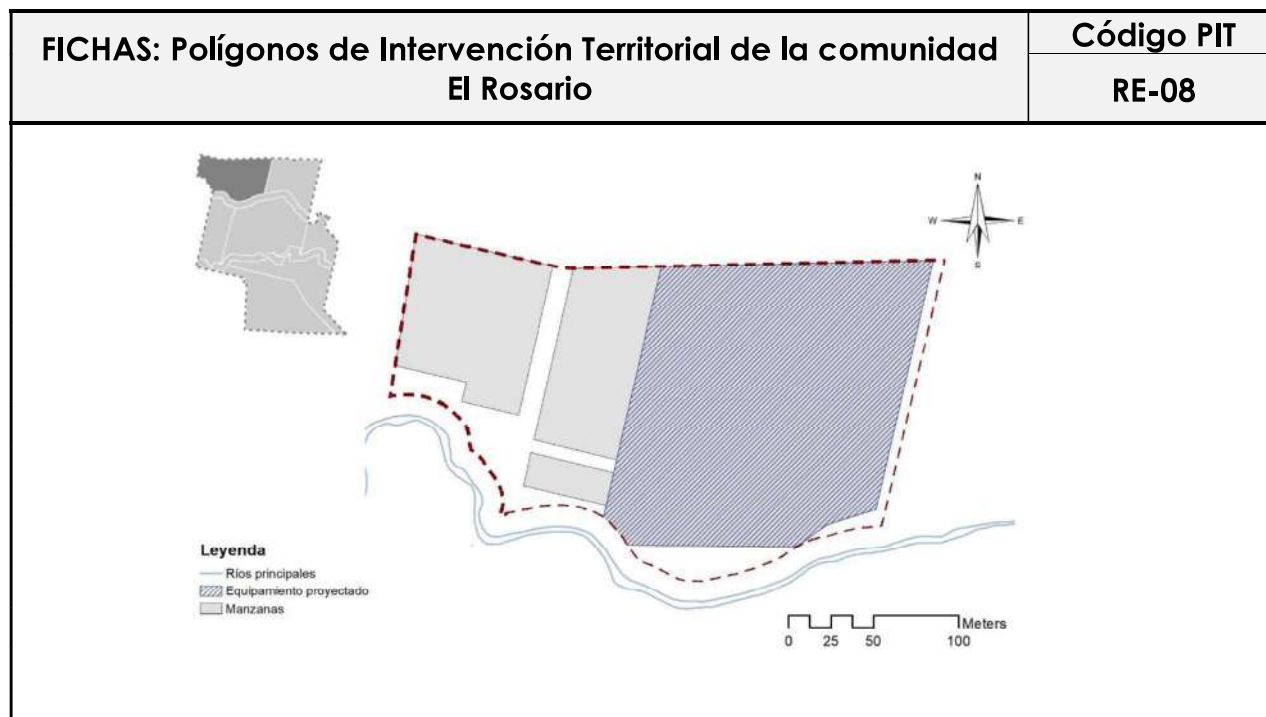 FICHAS: Polígonos de Intervención Territorial de la comunidad
El Rosario
Código PIT
RE-08
N
W
E
S
Leyenda
Ríos principales
Equipamiento proyectado
Manzanas
Meters
0 25 50 100